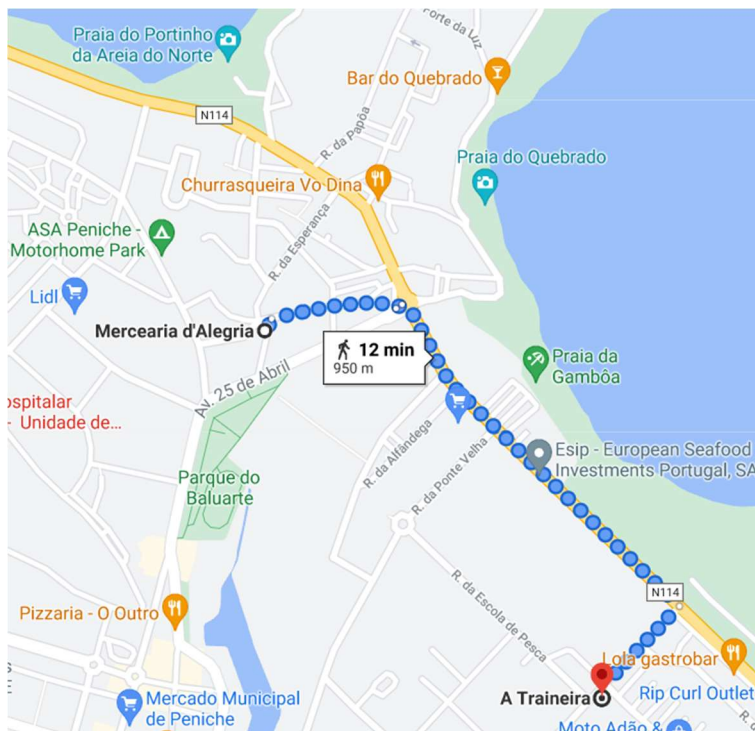 Praia do Portinho
da Areia do Norte
Porte da Luz
Bar do Quebrado
N114
R. da Papôa
Praia do Quebrado
Churrasqueira Vo Dina
ASA Peniche -
Motorhome Park
R. da Esperança
Lidl
Mercearia d'Alegria
12 min
950 m
Praia da
Gambôa
Av. 25 de Abril
ospitalar
- Unidade de...
R. da Alfândega
R. da Ponte Velha
Esip - European Seafood
Investments Portugal, SA
Parque do
Baluarte
R. da Escola de Pesca
N114
Pizzaria - O Outro
Lola gastrobar
A Traineira
Rip Curl Outlet
Mercado Municipal
de Peniche
Moto Adão &
R. d